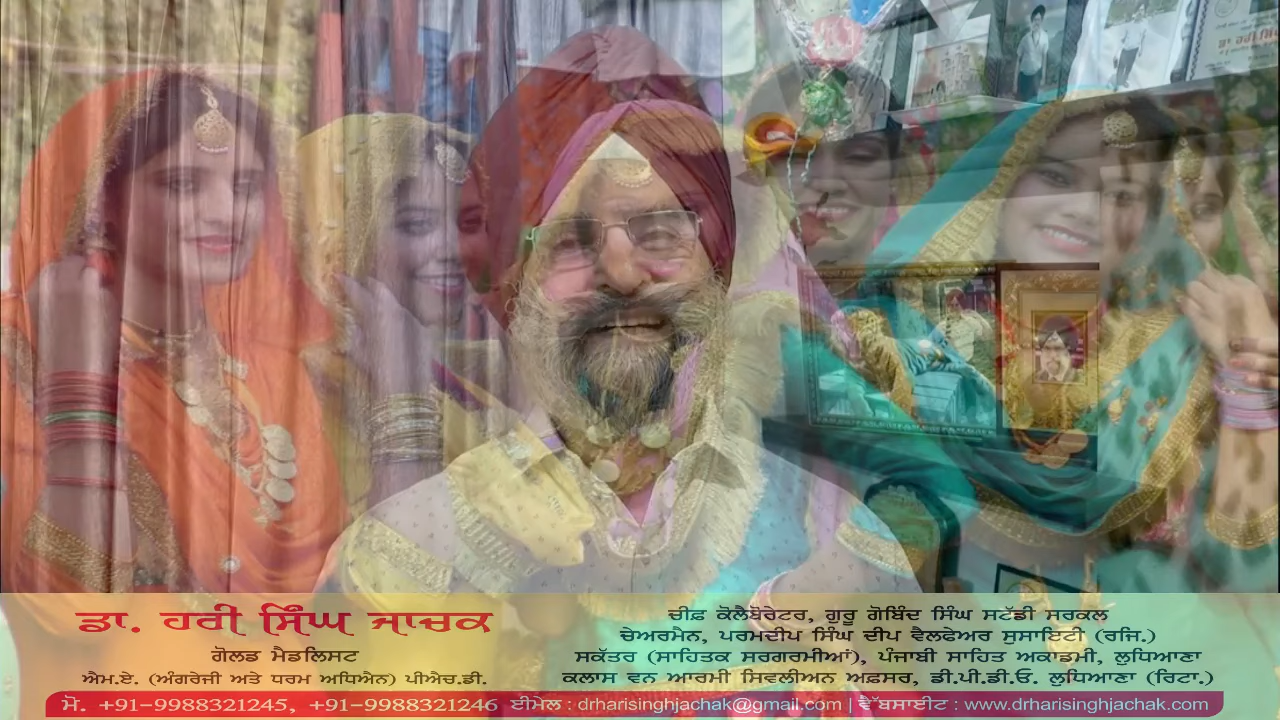 ਡਾ. ਹਰੀ ਸਿੰਘ ਜਾਚਕ
ਗੋਲਡ ਮੈਡਲਿਸਟ
ਐਮ.ਏ. (ਅੰਗਰੇਜੀ ਅਤੇ ਧਰਮ ਅਧਿਐਨ) ਪੀਐਚ.ਡੀ.
ਚੀਫ਼ ਕੋਲੈਬੋਰੇਟਰ, ਗੁਰੂ ਗੋਬਿੰਦ ਸਿੰਘ ਸਟੱਡੀ ਸਰਕਲ
ਚੇਅਰਮੈਨ, ਪਰਮਦੀਪ ਸਿੰਘ ਦੀਪ ਵੈਲਫੇਅਰ ਸੁਸਾਇਟੀ (ਰਜਿ.)
ਸਕੱਤਰ (ਸਾਹਿਤਕ ਸਰਗਰਮੀਆਂ), ਪੰਜਾਬੀ ਸਾਹਿਤ ਅਕਾਡਮੀ, ਲੁਧਿਆਣਾ
ਕਲਾਸ ਵਨ ਆਰਮੀ ਸਿਵਲੀਅਨ ਅਫ਼ਸਰ, ਡੀ.ਪੀ.ਡੀ.ਓ. ਲੁਧਿਆਣਾ (ਰਿਟਾ.)
ਮੋ. +91-9988321245, +91-9988321246 ਈਮੇਲ : drharisinghjachak@gmail.com | ਵੈੱਬਸਾਈਟ : www.drharisinghjachak.com